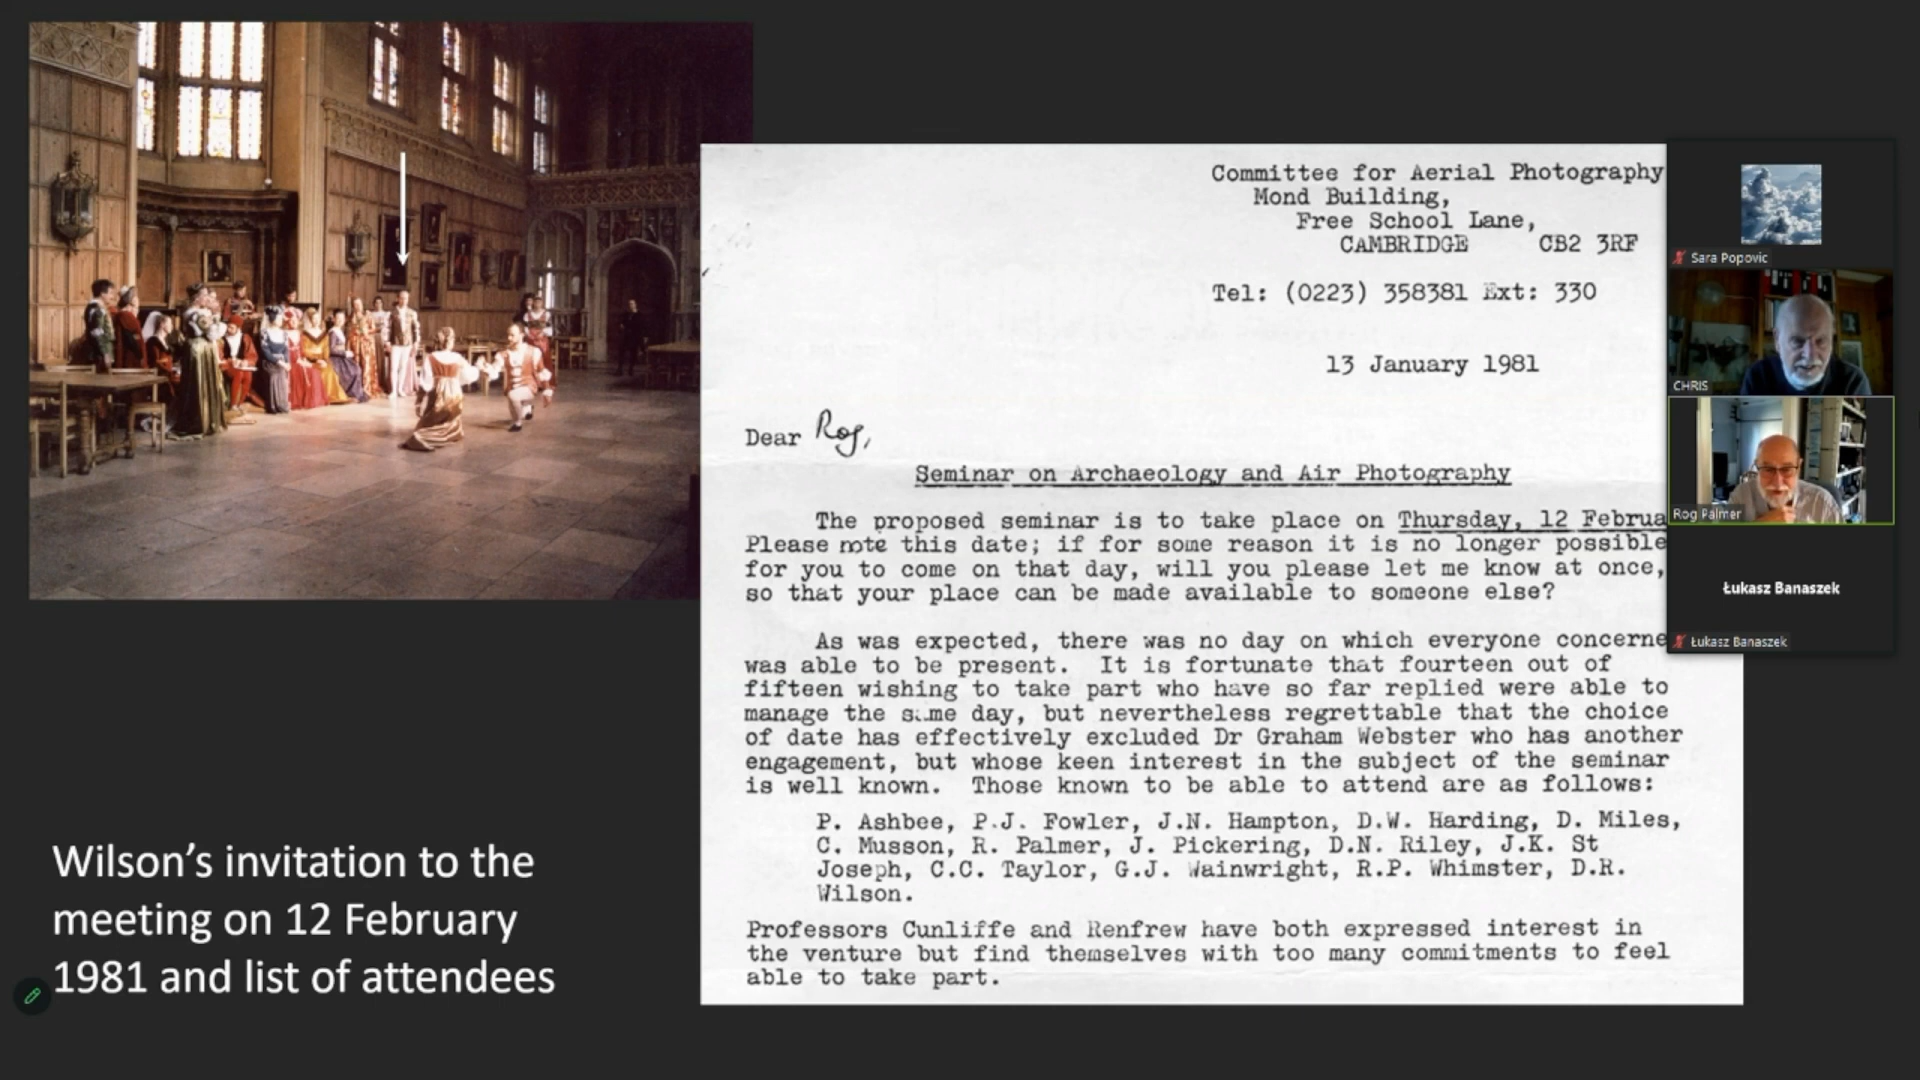 Committee for Aerial Photography
Mond Building,
Free School Lane,
CAMBRIDGE CB2 3RF
Tel: (0223) 358381 Ext: 330
13 January 1981
Dear Rog,
Seminar on Archaeology and Air Photography
The proposed seminar is to take place on Thursday, 12 Februa
Please note this date; if for some reason it is no longer possible
for you to come on that day, will you please let me know at once,
so that your place can be made available to someone else?
As was expected, there was no day on which everyone concerne
was able to be present. It is fortunate that fourteen out of
fifteen wishing to take part who have so far replied were able to
manage the same day, but nevertheless regrettable that the choice
of date has effectively excluded Dr Graham Webster who has another
engagement, but whose keen interest in the subject of the seminar
is well known. Those known to be able to attend are as follows:
P. Ashbee, P.J. Fowler, J.N. Hampton, D.W. Harding, D. Miles,
C. Musson, R. Palmer, J. Pickering, D.N. Riley, J.K. St
Joseph, C.C. Taylor, G.J. Wainwright, R.P. Whimster, D.R.
Wilson.
Professors Cunliffe and Renfrew have both expressed interest in
the venture but find themselves with too many commitments to feel
able to take part.
Wilson's invitation to the
meeting on 12 February
1981 and list of attendees
Sara Popovic
CHRIS
Rog Palmer
Łukasz Banaszek
Łukasz Banaszek